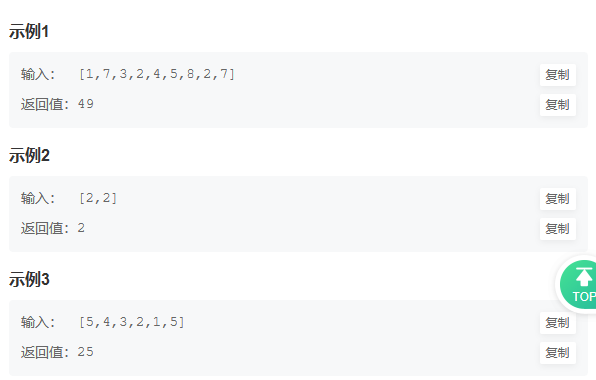 示例1
输入： [1,7,3,2,4,5,8,2,7] 复制
返回值：49 复制
示例2
输入： [2,2] 复制
返回值：2 复制
示例3
TOP
输入： [5,4,3,2,1,5] 复制
返回值：25 复制